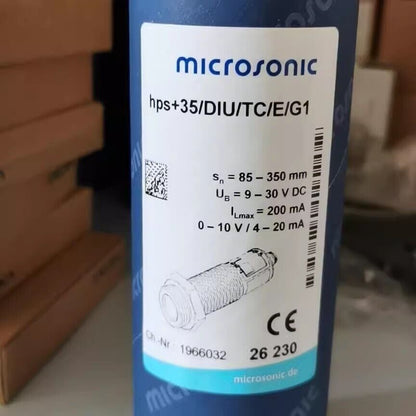 microsonic
hps+35/DIU/TC/E/G1
sn = 85 – 350 mm
UB = 9 – 30 V DC
ILmax = 200 mA
0 – 10 V / 4 – 20 mA
CE
Ch.-Nr. 1966032 26 230
microsonic.de